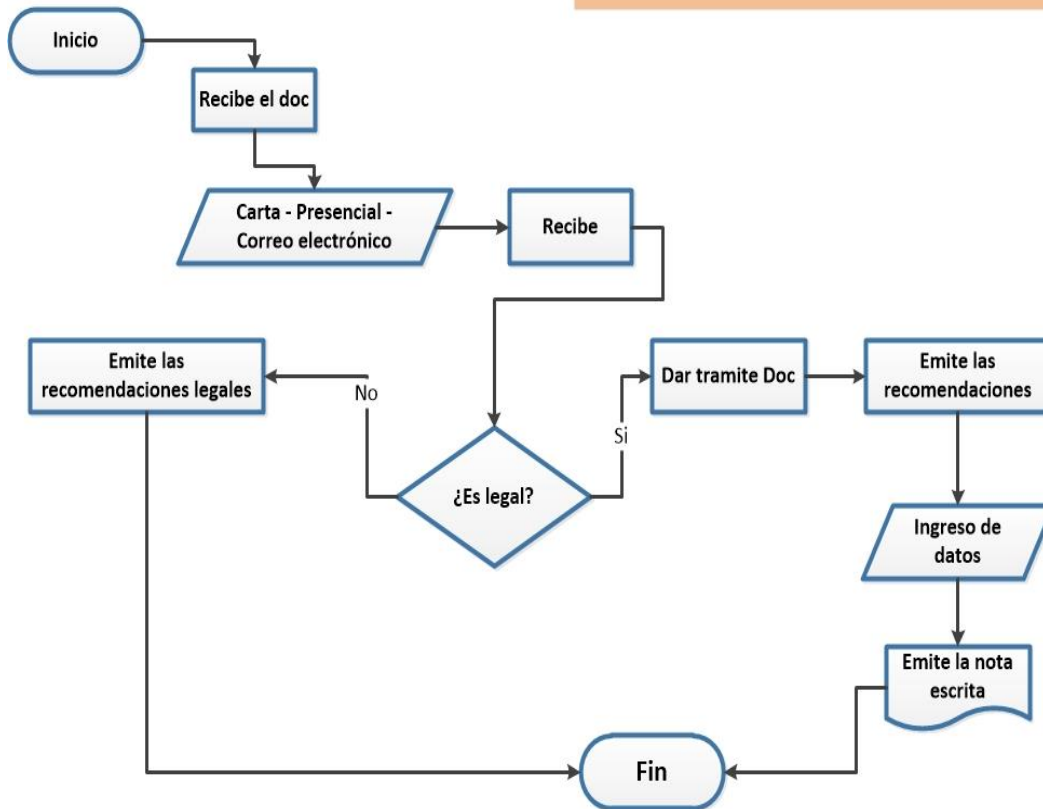 Inicio
Recibe el doc
Carta - Presencial -
Correo electrónico
Recibe
Emite las
recomendaciones legales
No
¿Es legal?
Si
Dar tramite Doc
Emite las
recomendaciones
Ingreso de
datos
Emite la nota
escrita
Fin